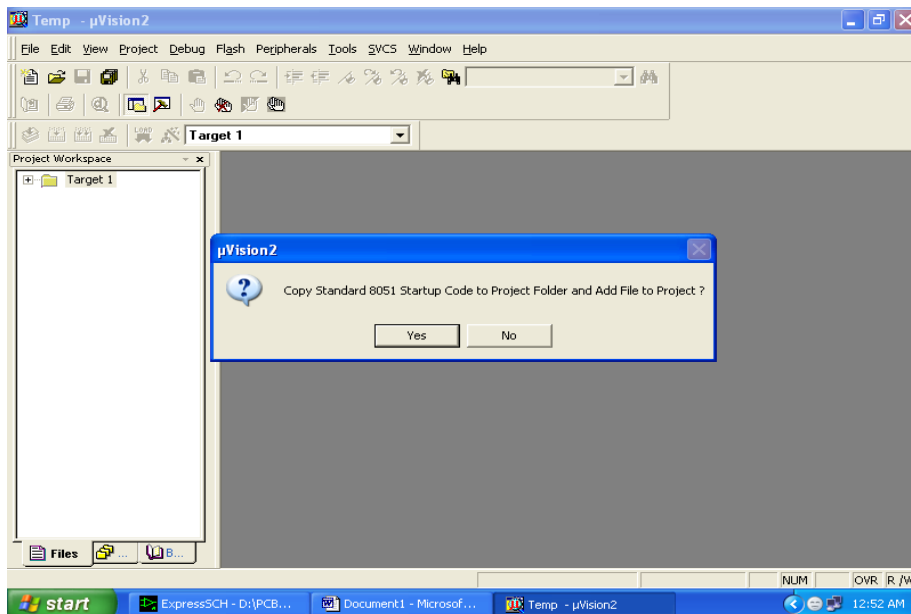 Temp - µVision2
File Edit View Project Debug Flash Peripherals Tools SVCS Window Help
LOAD
Target 1
Project Workspace
Target 1
µVision2
Copy Standard 8051 Startup Code to Project Folder and Add File to Project ?
Yes No
Files ... B...
NUM OVR R/W
start ExpressSCH - D:\PCB... Document1 - Microsof... Temp - µVision2 12:52 AM